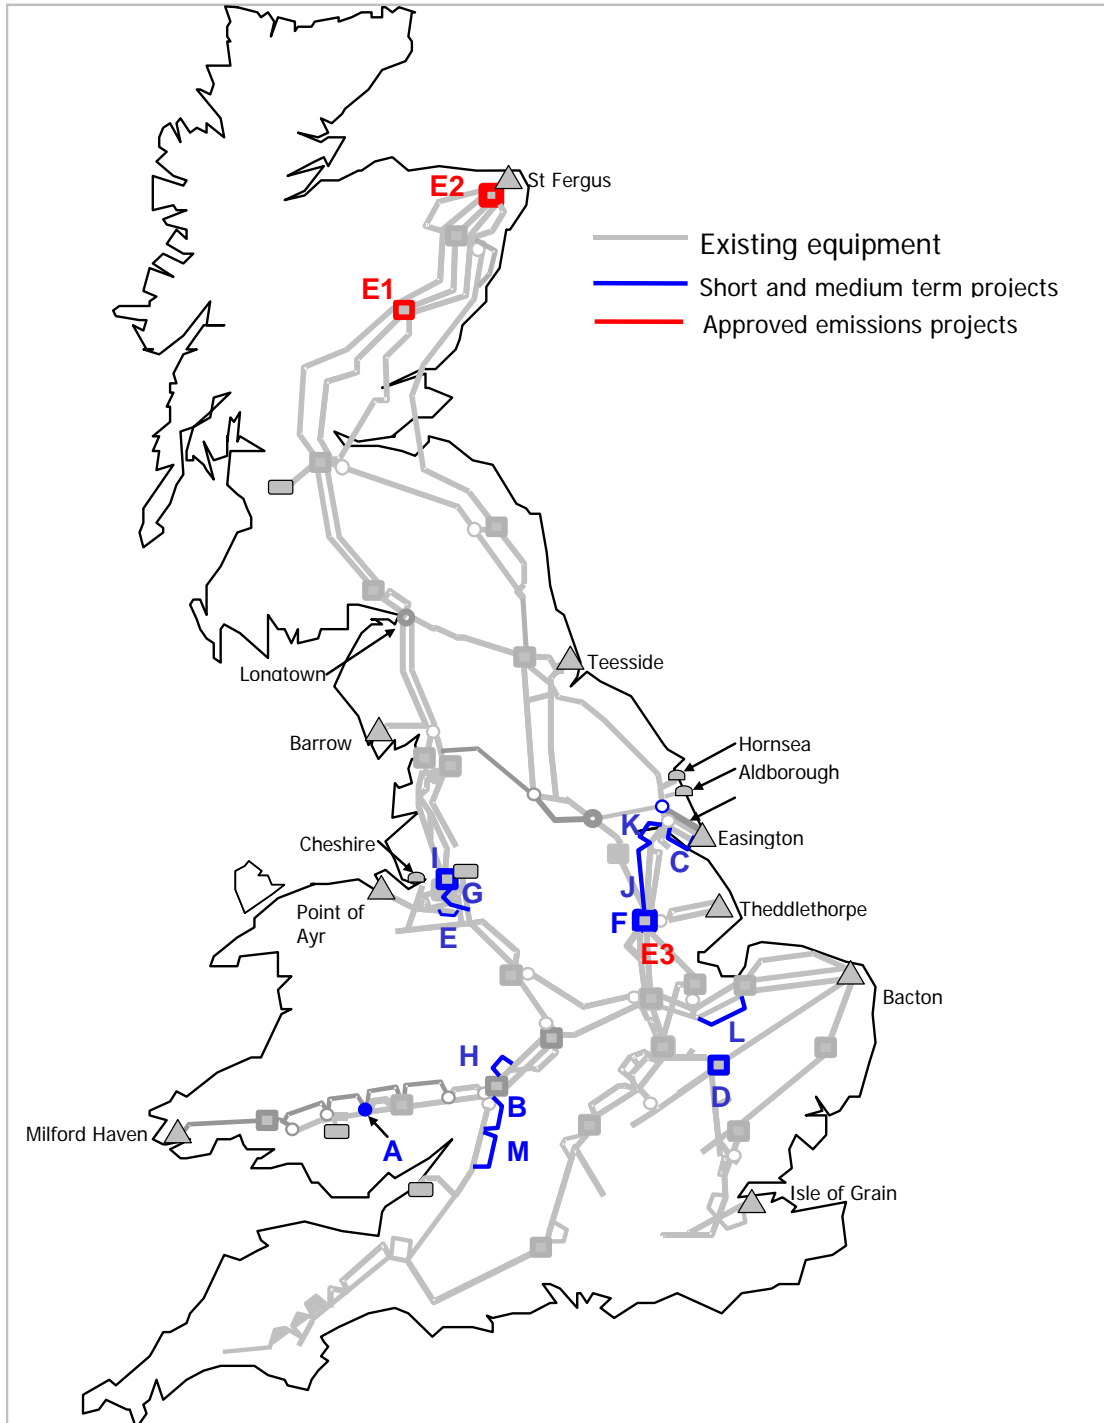 E2
St Fergus
Existing equipment
E1
Short and medium term projects
Approved emissions projects
Longtown
Teesside
Barrow
Hornsea
Aldborough
K
Easington
Cheshire
I
C
G
J
Point of
Ayr
Theddlethorpe
F
E
E3
Bacton
L
H
D
B
Milford Haven
A
M
Isle of Grain